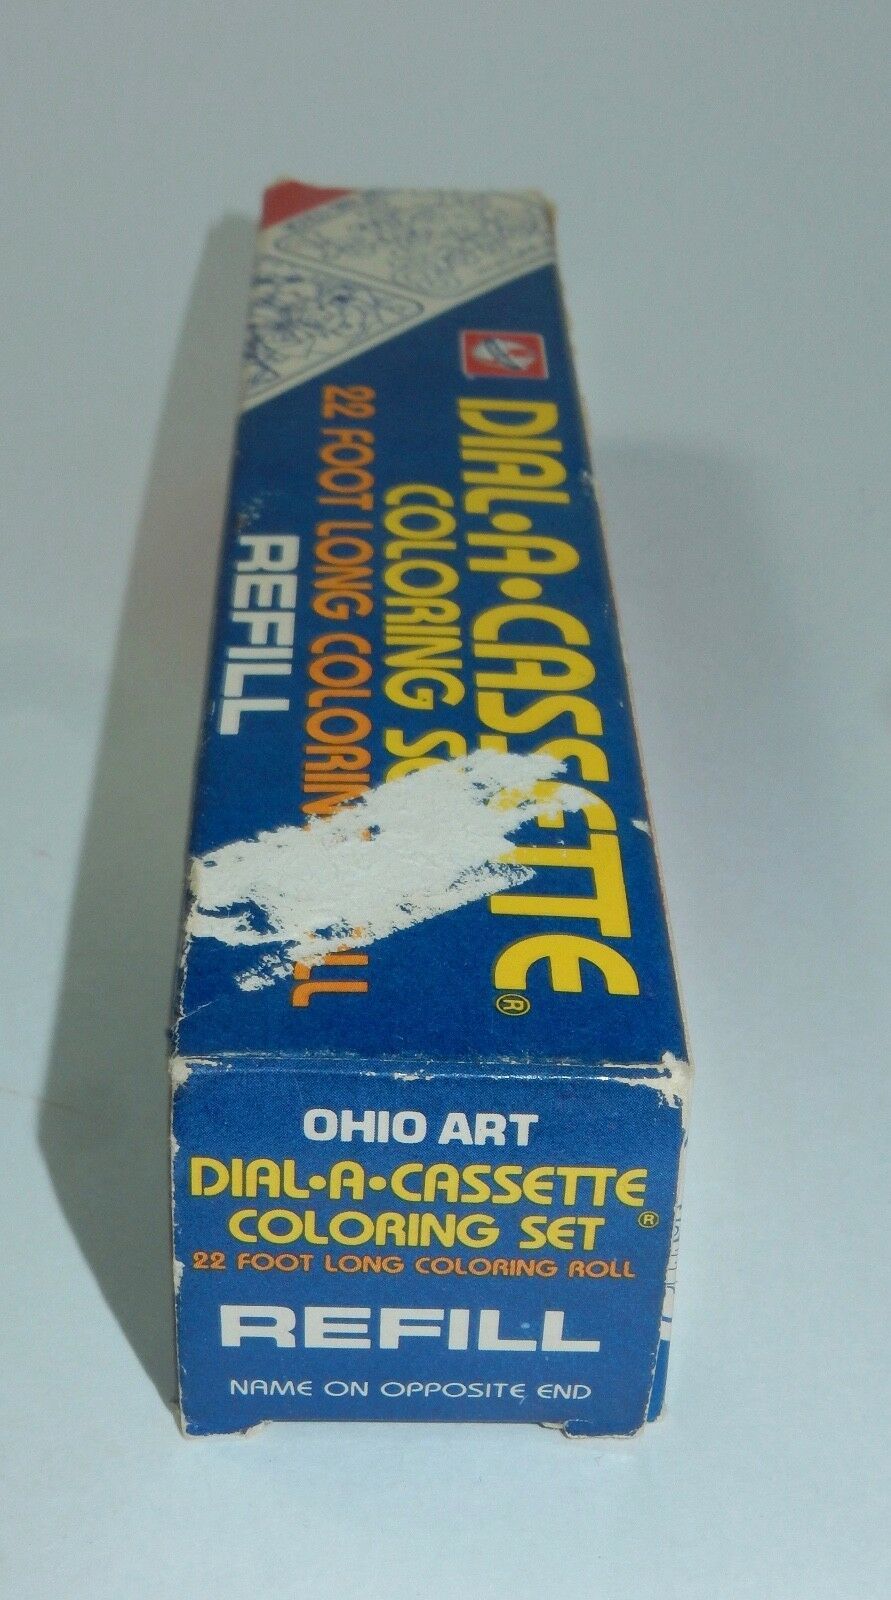 DIAL•A•CASSETTE®
COLORING
22 FOOT LONG
REFILL
OHIO ART
DIAL•A•CASSETTE®
COLORING SET
22 FOOT LONG COLORING ROLL
REFILL
NAME ON OPPOSITE END